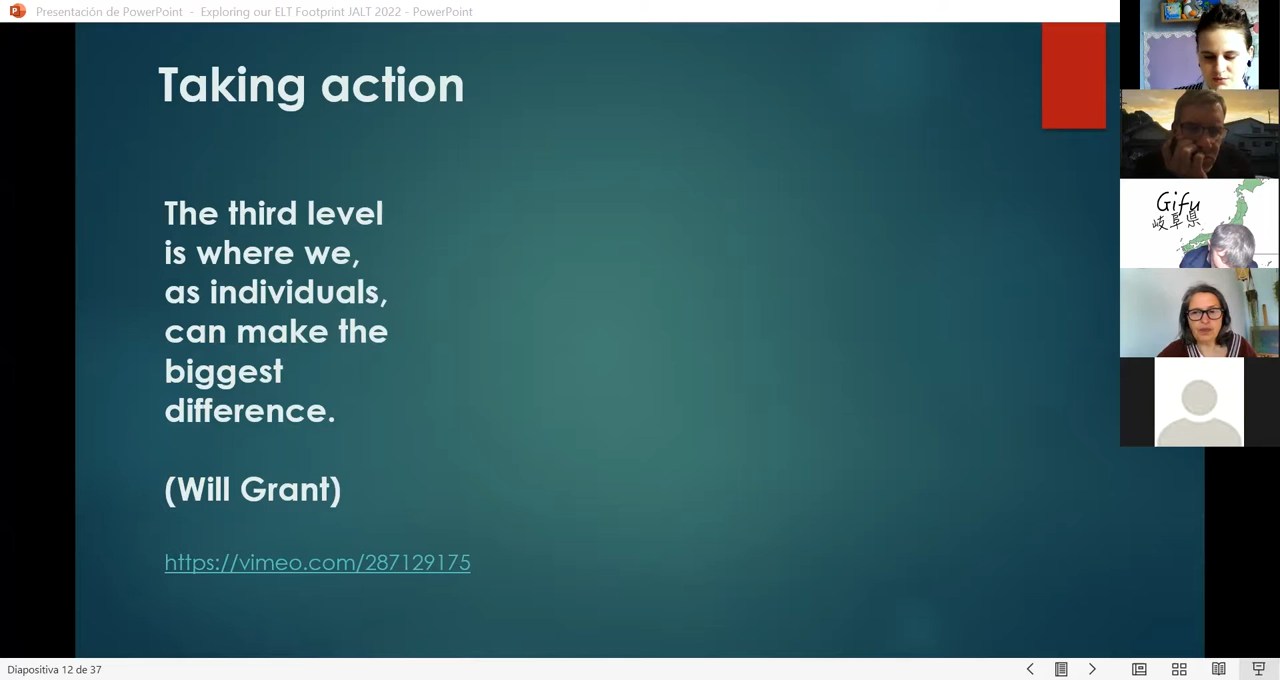 Presentación de PowerPoint - Exploring our ELT Footprint JALT 2022 - PowerPoint
Taking action
The third level
is where we,
as individuals,
can make the
biggest
difference.
(Will Grant)
https://vimeo.com/287129175
Gifu
岐阜県
Diapositiva 12 de 37